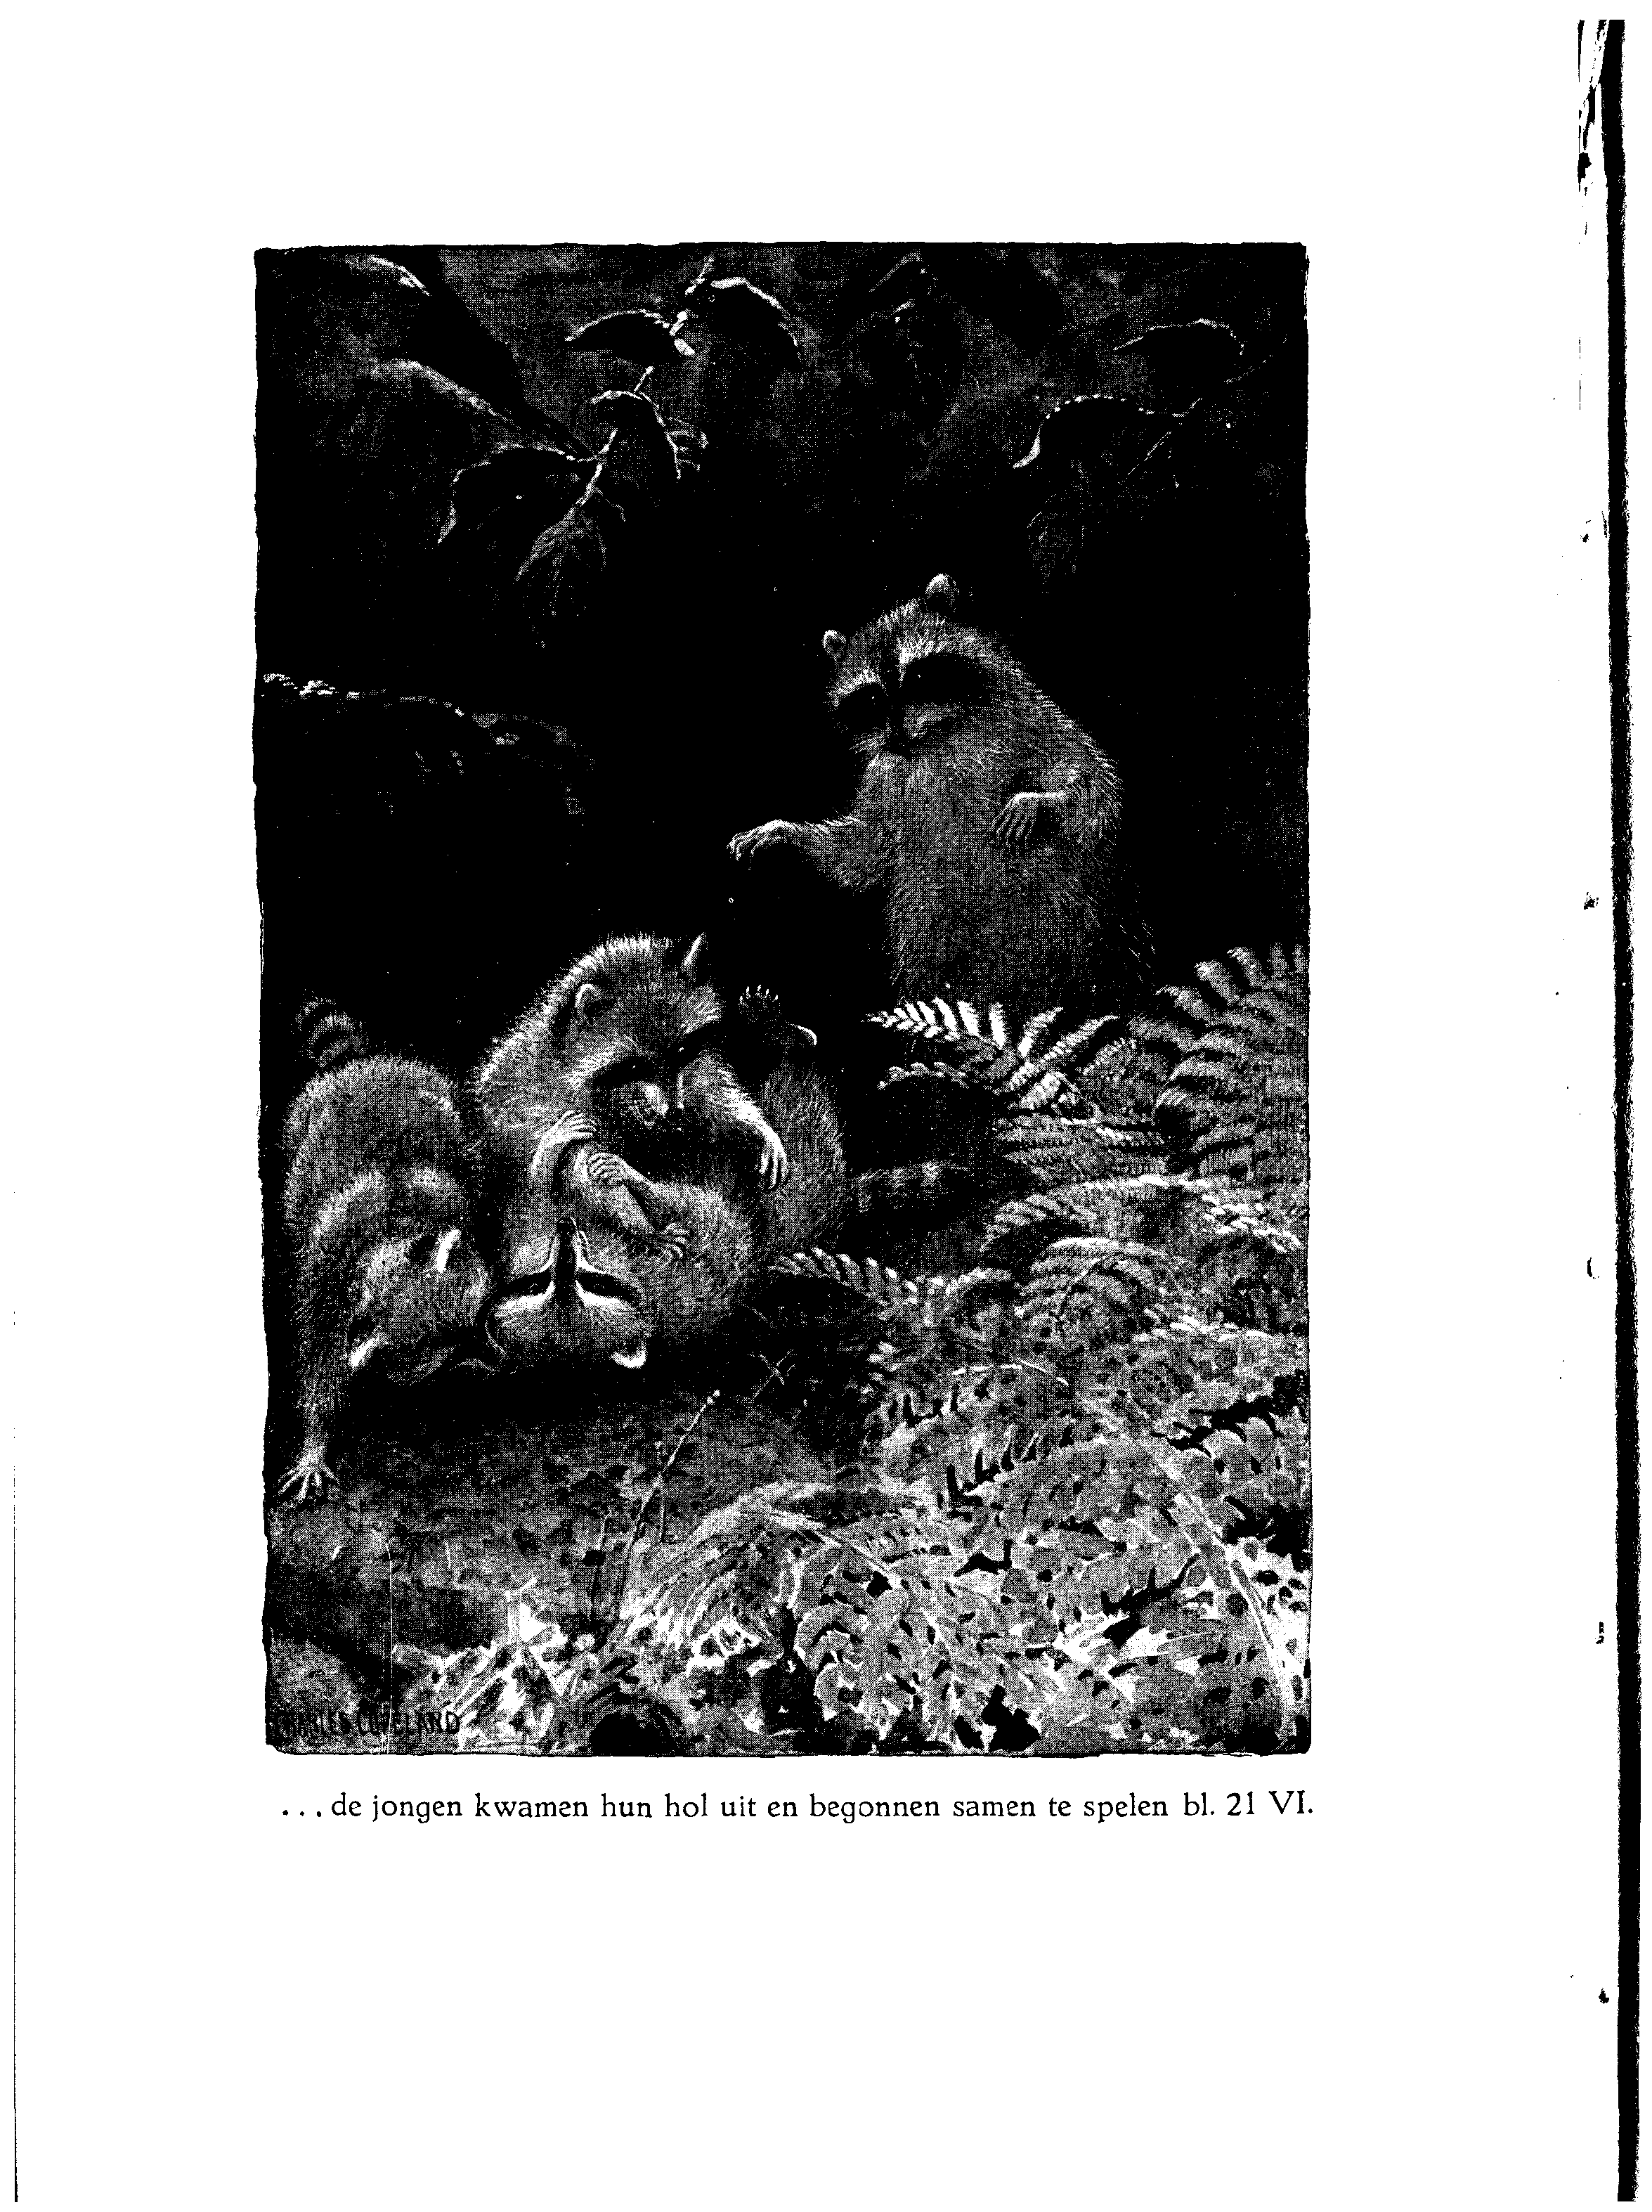 CHARLES COPELAND
...de jongen kwamen hun hol uit en begonnen samen te spelen bl. 21 VI.